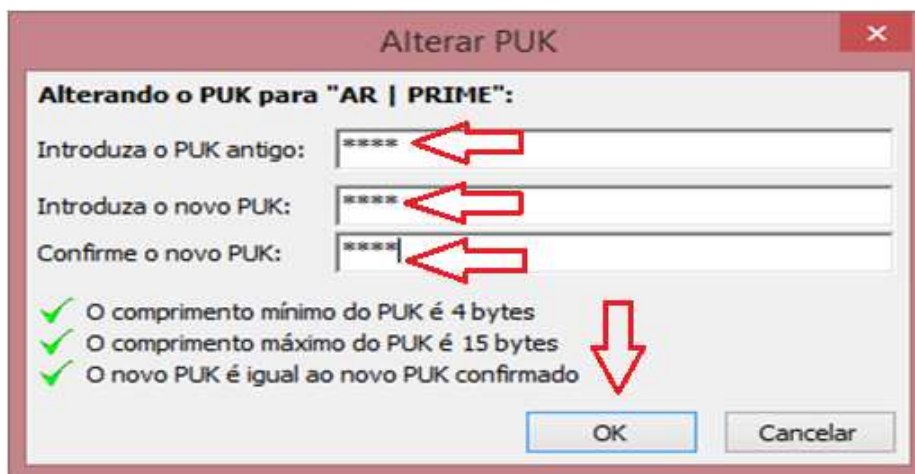 Alterar PUK
Alterando o PUK para "AR | PRIME":
Introduza o PUK antigo: ****
Introduza o novo PUK: ****
Confirme o novo PUK: ****
O comprimento mínimo do PUK é 4 bytes
O comprimento máximo do PUK é 15 bytes
O novo PUK é igual ao novo PUK confirmado
OK Cancelar